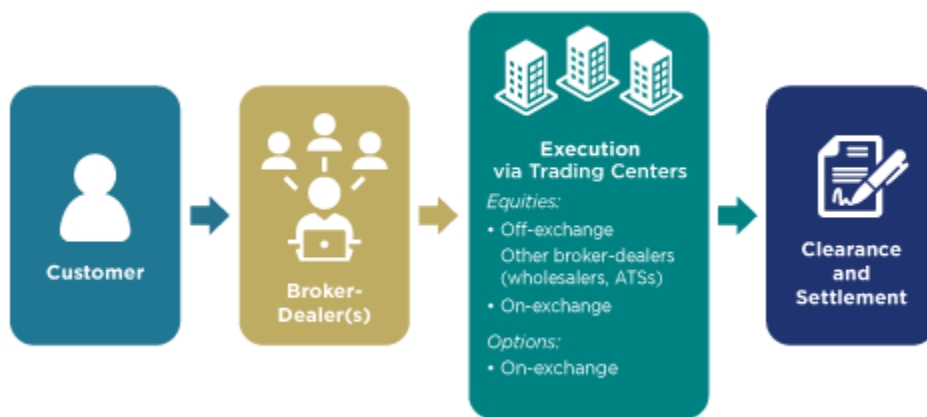 Customer
Broker-
Dealer(s)
Execution
via Trading Centers
Equities:
• Off-exchange
Other broker-dealers
(wholesalers, ATSs)
• On-exchange
Options:
• On-exchange
Clearance
and
Settlement